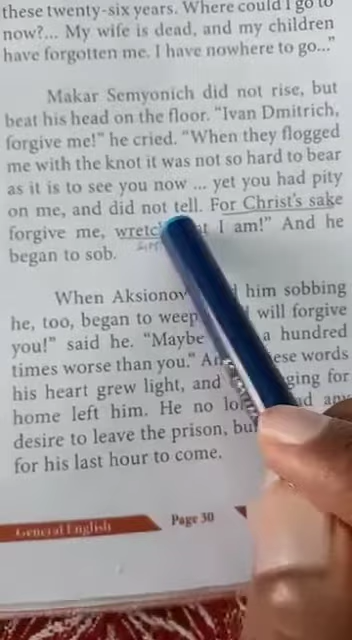 these twenty-six years. Where could I go to
now?... My wife is dead, and my children
have forgotten me. I have nowhere to go..."
Makar Semyonich did not rise, but
beat his head on the floor. "Ivan Dmitrich,
forgive me!" he cried. "When they flogged
me with the knot it was not so hard to bear
as it is to see you now ... yet you had pity
on me, and did not tell. For Christ's sake
forgive me, I am!" And he
began to sob.
When Aksionov him sobbing
he, too, began to weep will forgive
you!" said he. "Maybe a hundred
times worse than you." these words
his heart grew light, and for
home left him. He no any
desire to leave the prison,
for his last hour to come.
General English
Page 30